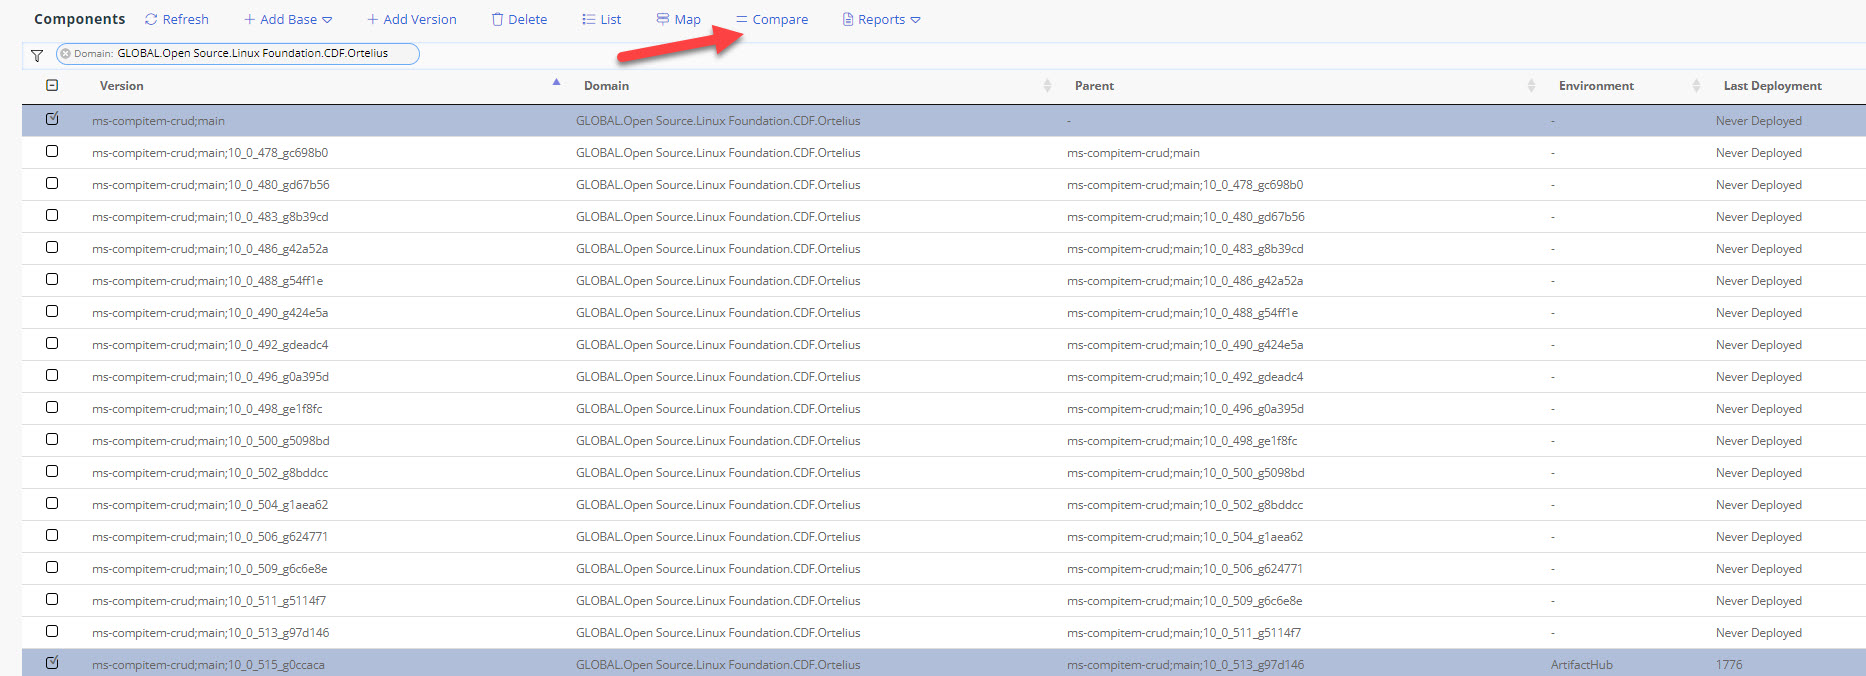 Components Refresh Add Base Add Version Delete List Map Compare Reports
Domain: GLOBAL.Open Source.Linux Foundation.CDF.Ortelius
Version Domain Parent Environment Last Deployment
ms-compitem-crud;main GLOBAL.Open Source.Linux Foundation.CDF.Ortelius - - Never Deployed
ms-compitem-crud;main;10_0_478_gc698b0 GLOBAL.Open Source.Linux Foundation.CDF.Ortelius ms-compitem-crud;main - Never Deployed
ms-compitem-crud;main;10_0_480_gd67b56 GLOBAL.Open Source.Linux Foundation.CDF.Ortelius ms-compitem-crud;main;10_0_478_gc698b0 - Never Deployed
ms-compitem-crud;main;10_0_483_g8b39cd GLOBAL.Open Source.Linux Foundation.CDF.Ortelius ms-compitem-crud;main;10_0_480_gd67b56 - Never Deployed
ms-compitem-crud;main;10_0_486_g42a52a GLOBAL.Open Source.Linux Foundation.CDF.Ortelius ms-compitem-crud;main;10_0_483_g8b39cd - Never Deployed
ms-compitem-crud;main;10_0_488_g54ff1e GLOBAL.Open Source.Linux Foundation.CDF.Ortelius ms-compitem-crud;main;10_0_486_g42a52a - Never Deployed
ms-compitem-crud;main;10_0_490_g424e5a GLOBAL.Open Source.Linux Foundation.CDF.Ortelius ms-compitem-crud;main;10_0_488_g54ff1e - Never Deployed
ms-compitem-crud;main;10_0_492_gdeadc4 GLOBAL.Open Source.Linux Foundation.CDF.Ortelius ms-compitem-crud;main;10_0_490_g424e5a - Never Deployed
ms-compitem-crud;main;10_0_496_g0a395d GLOBAL.Open Source.Linux Foundation.CDF.Ortelius ms-compitem-crud;main;10_0_492_gdeadc4 - Never Deployed
ms-compitem-crud;main;10_0_498_ge1f8fc GLOBAL.Open Source.Linux Foundation.CDF.Ortelius ms-compitem-crud;main;10_0_496_g0a395d - Never Deployed
ms-compitem-crud;main;10_0_500_g5098bd GLOBAL.Open Source.Linux Foundation.CDF.Ortelius ms-compitem-crud;main;10_0_498_ge1f8fc - Never Deployed
ms-compitem-crud;main;10_0_502_g8bddcc GLOBAL.Open Source.Linux Foundation.CDF.Ortelius ms-compitem-crud;main;10_0_500_g5098bd - Never Deployed
ms-compitem-crud;main;10_0_504_g1aea62 GLOBAL.Open Source.Linux Foundation.CDF.Ortelius ms-compitem-crud;main;10_0_502_g8bddcc - Never Deployed
ms-compitem-crud;main;10_0_506_g624771 GLOBAL.Open Source.Linux Foundation.CDF.Ortelius ms-compitem-crud;main;10_0_504_g1aea62 - Never Deployed
ms-compitem-crud;main;10_0_509_g6c6e8e GLOBAL.Open Source.Linux Foundation.CDF.Ortelius ms-compitem-crud;main;10_0_506_g624771 - Never Deployed
ms-compitem-crud;main;10_0_511_g5114f7 GLOBAL.Open Source.Linux Foundation.CDF.Ortelius ms-compitem-crud;main;10_0_509_g6c6e8e - Never Deployed
ms-compitem-crud;main;10_0_513_g97d146 GLOBAL.Open Source.Linux Foundation.CDF.Ortelius ms-compitem-crud;main;10_0_511_g5114f7 - Never Deployed
ms-compitem-crud;main;10_0_515_g0ccaca GLOBAL.Open Source.Linux Foundation.CDF.Ortelius ms-compitem-crud;main;10_0_513_g97d146 ArtifactHub 1776